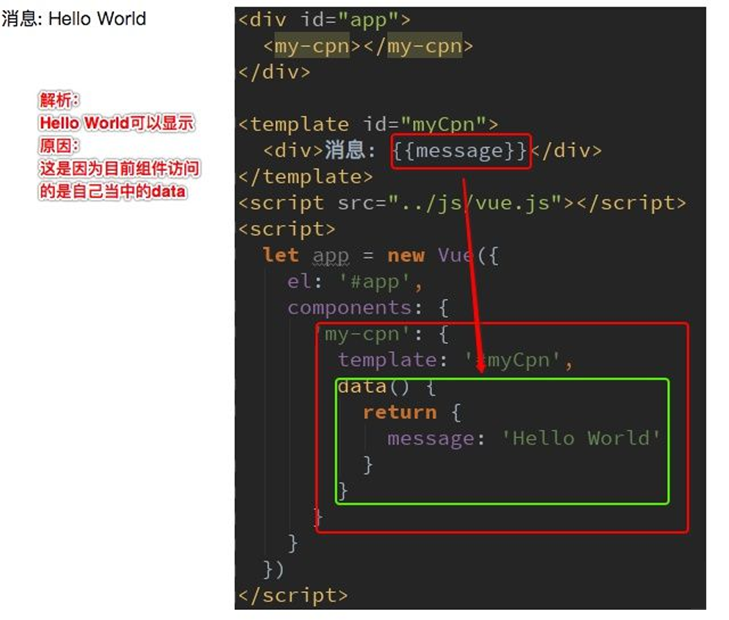 消息: Hello World
解析：
Hello World可以显示
原因：
这是因为目前组件访问
的是自己当中的data
<div id="app">
  <my-cpn></my-cpn>
</div>
<template id="myCpn">
  <div>消息: {{message}}</div>
</template>
<script src="../js/vue.js"></script>
<script>
  let app = new Vue({
    el: '#app',
    components: {
      'my-cpn': {
        template: '#myCpn',
        data() {
          return {
            message: 'Hello World'
          }
        }
      }
    }
  })
</script>